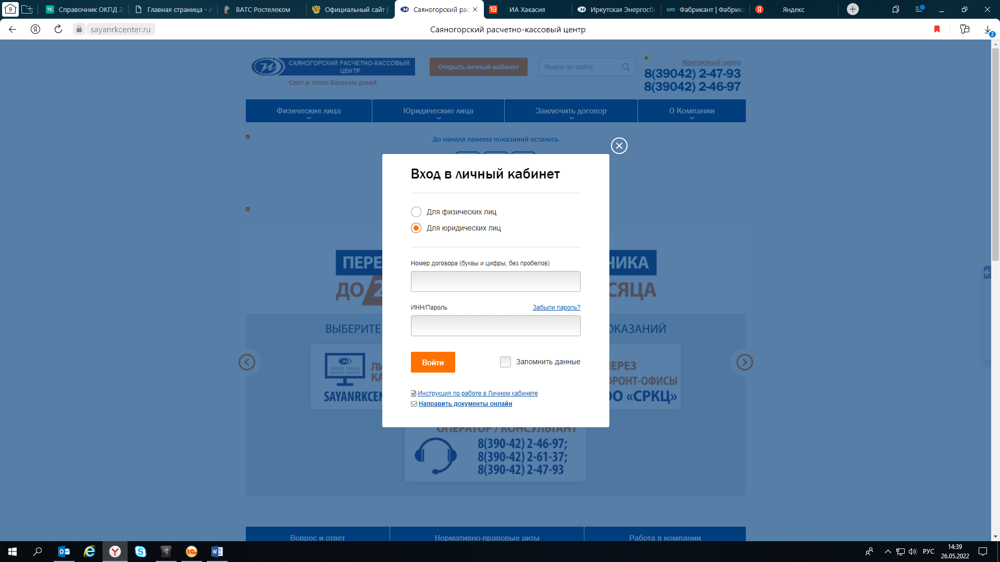 9
Справочник ОКПД 2
Главная страница - А
ВАТС Ростелеком
Официальный сайт |
Саяногорский рас
19 ИА Хакасия
Иркутская Энергосб
Фабрикант | Фабрика
Я Яндекс
sayanrkcenter.ru
Саяногорский расчетно-кассовый центр
2
САЯНОГОРСКИЙ РАСЧЕТНО-КАССОВЫЙ
ЦЕНТР
Свет и тепло Вашему дому!
Открыть личный кабинет
Поиск по сайту
Контактный центр
8(39042) 2-47-93
8(39042) 2-46-97
Физические лица
Юридические лица
Заключить договор
О Компании
@
До начала приема показаний осталось
@
Вход в личный кабинет
Для физических лиц
Для юридических лиц
Номер договора (буквы и цифры, без пробелов)
ИНН/Пароль
Забыли пароль?
Войти
Запомнить данные
Инструкция по работе в Личном кабинете
Направить документы онлайн
ПЕРЕ
ЧИКА
ДО 2
СЯЦА
ВЫБЕРИТЕ
ОКАЗАНИЙ
ЛИ
КА
SAYANRKCEN
ЧЕРЕЗ
ФРОНТ-ОФИСЫ
ОО «СРКЦ»
ОПЕРАТОР / КОНСУЛЬТАНТ
8(390-42) 2-46-97;
8(390-42) 2-61-37;
8(390-42) 2-47-93
Вопрос и ответ
Нормативно-правовые акты
Работа в компании
РУС
14:39
26.05.2022